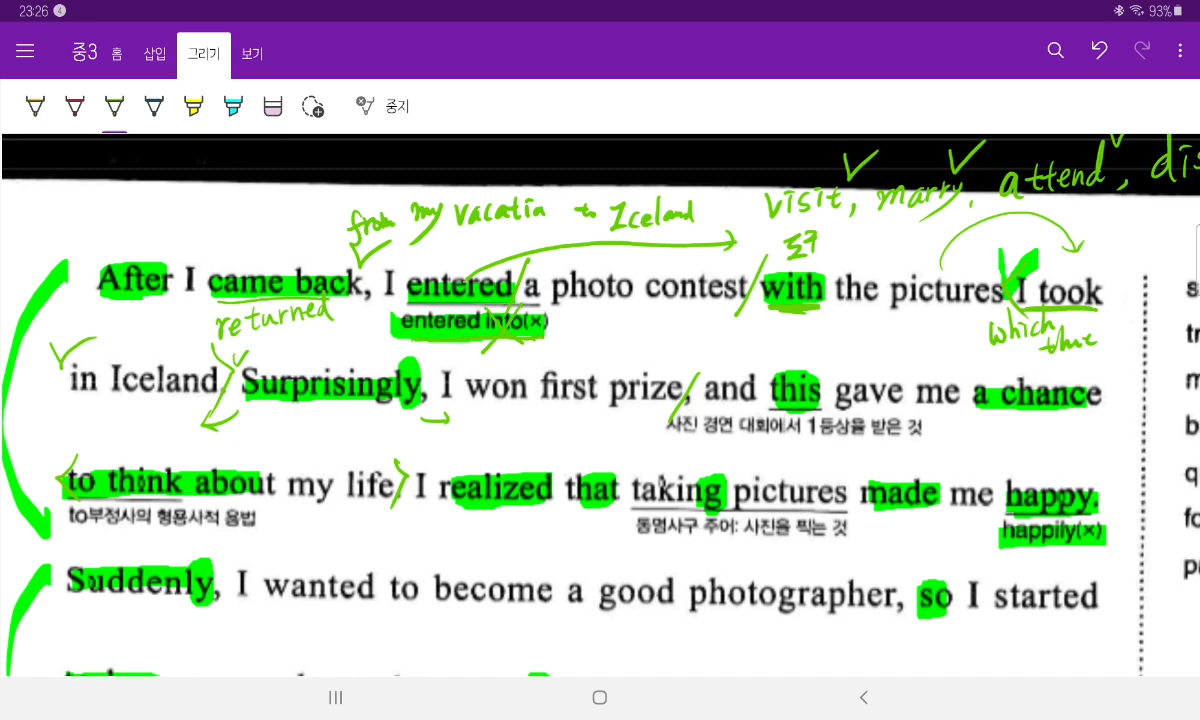 23:26 4 93%
중3 홈 삽입 그리기 보기
중지
visit, marry, attend, dis
from my vacatin to Iceland
도구
After I came back, I entered a photo contest with the pictures I took
returned entered into(x) which
in Iceland Surprisingly, I won first prize, and this gave me a chance
사진 경연 대회에서 1등상을 받은 것
to think about my life, I realized that taking pictures made me happy.
to부정사의 형용사적 용법 동명사구 주어: 사진을 찍는 것 happily(×)
Suddenly, I wanted to become a good photographer, so I started
s
tr
m
b
q
fo